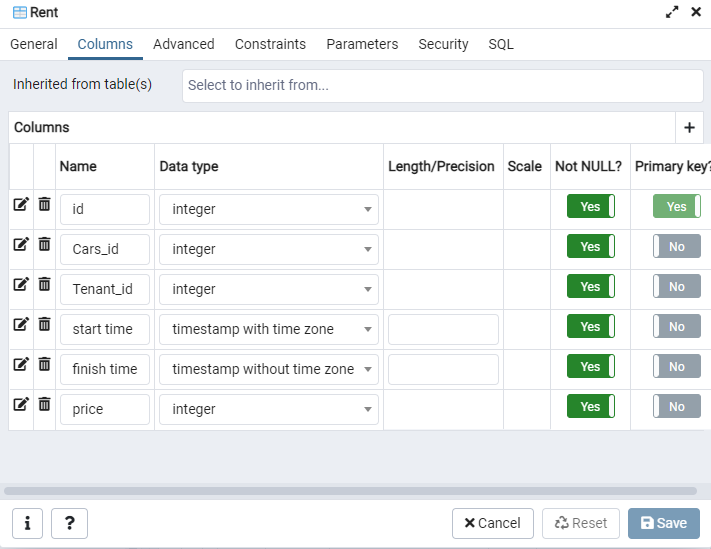 Rent
General Columns Advanced Constraints Parameters Security SQL
Inherited from table(s) Select to inherit from...
Columns
Name Data type Length/Precision Scale Not NULL? Primary key?
id integer Yes Yes
Cars_id integer Yes No
Tenant_id integer Yes No
start time timestamp with time zone Yes No
finish time timestamp without time zone Yes No
price integer Yes No
i ? Cancel Reset Save